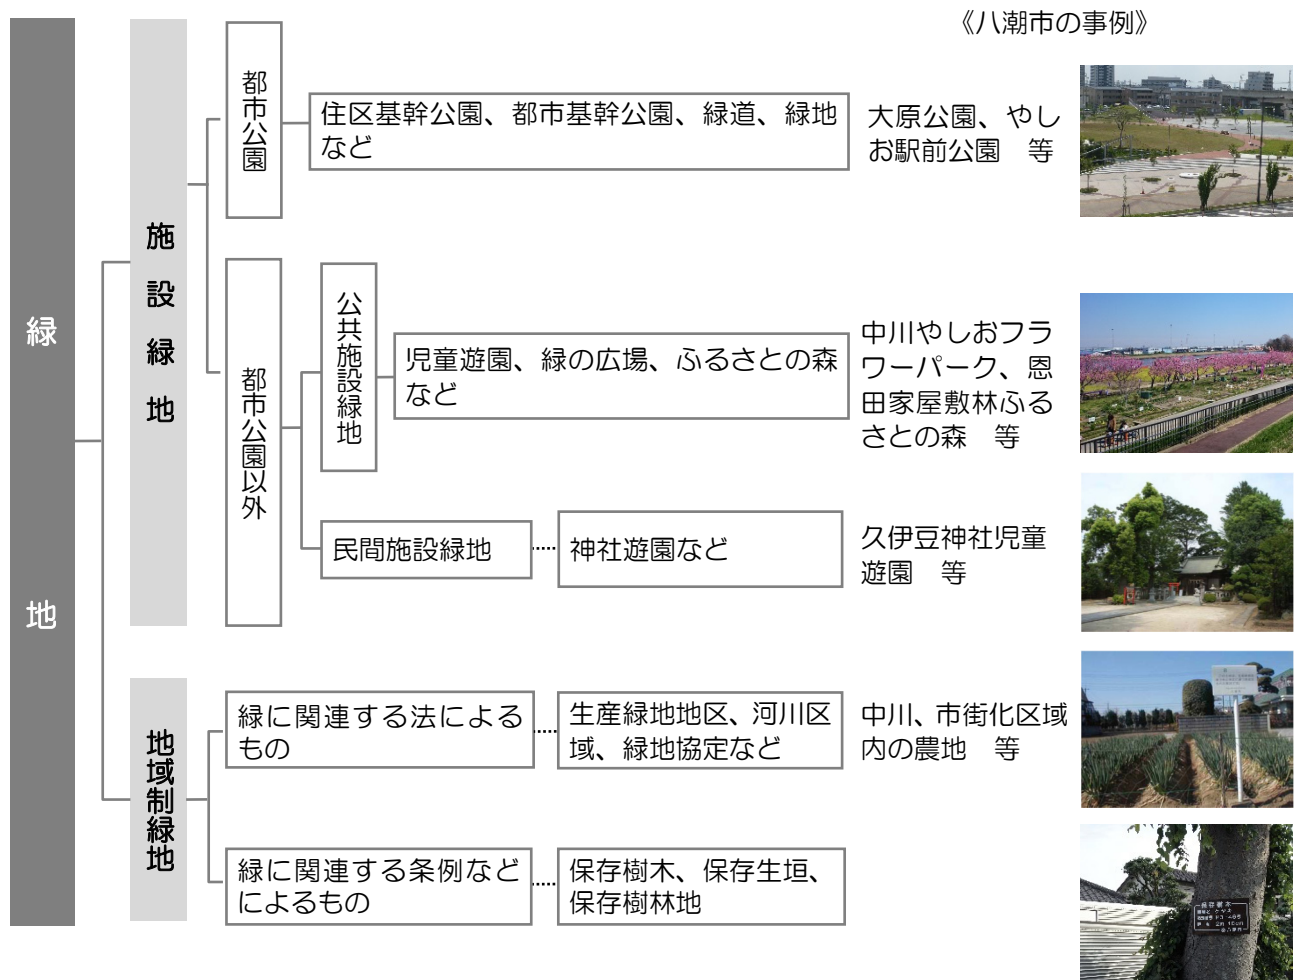 《八潮市の事例》
緑地
施設緑地
都市公園
住区基幹公園、都市基幹公園、緑道、緑地
など
大原公園、やし
お駅前公園　等
都市公園以外
公共施設緑地
児童遊園、緑の広場、ふるさとの森
など
中川やしおフラ
ワーパーク、恩
田家屋敷林ふる
さとの森　等
民間施設緑地
神社遊園など
久伊豆神社児童
遊園　等
地域制緑地
緑に関連する法による
もの
生産緑地地区、河川区
域、緑地協定など
中川、市街化区域
内の農地　等
緑に関連する条例など
によるもの
保存樹木、保存生垣、
保存樹林地
保存樹木